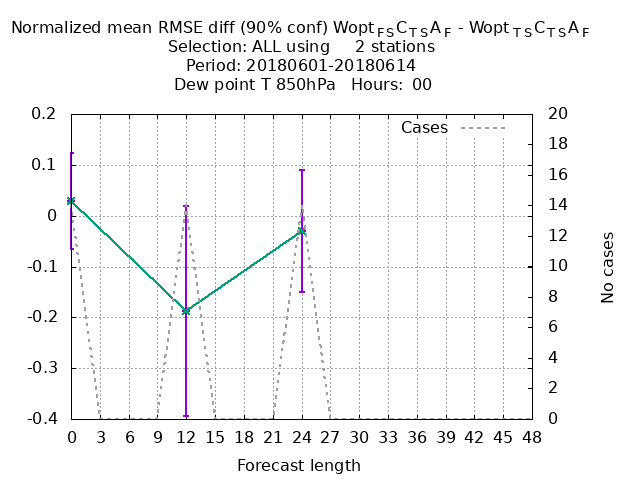 Normalized mean RMSE diff (90% conf) Wopt FS C T S A F - Wopt T S C T S A F
Selection: ALL using 2 stations
Period: 20180601-20180614
Dew point T 850hPa Hours: 00
0.2
0.1
0
-0.1
-0.2
-0.3
-0.4
Cases
20
18
16
14
12
10
8
6
4
2
0
No cases
0 3 6 9 12 15 18 21 24 27 30 33 36 39 42 45 48
Forecast length